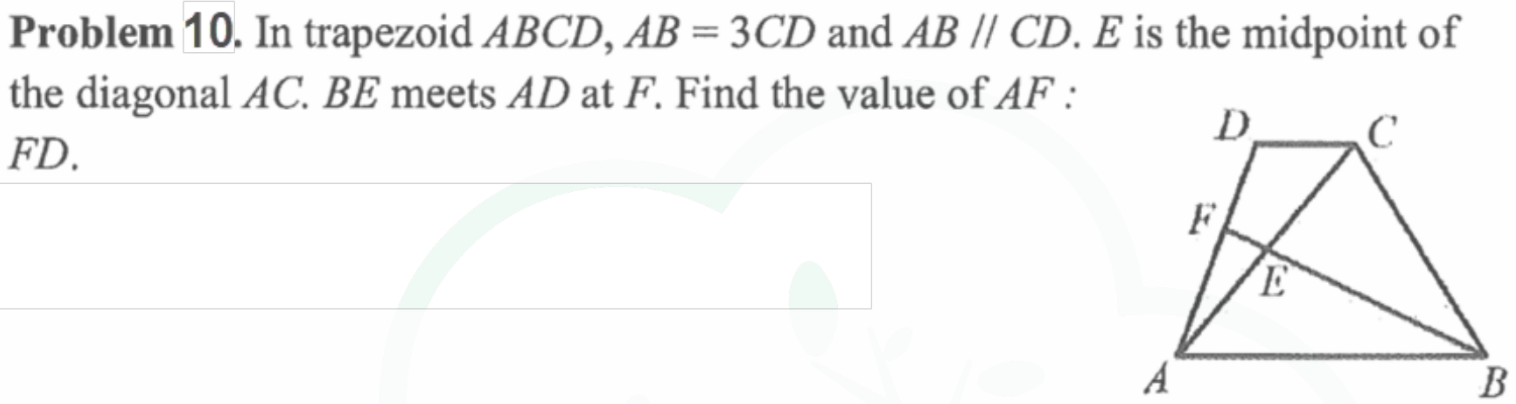 Problem 10. In trapezoid ABCD, AB = 3CD and AB // CD. E is the midpoint of
the diagonal AC. BE meets AD at F. Find the value of AF :
FD.
D
C
F
E
A
B